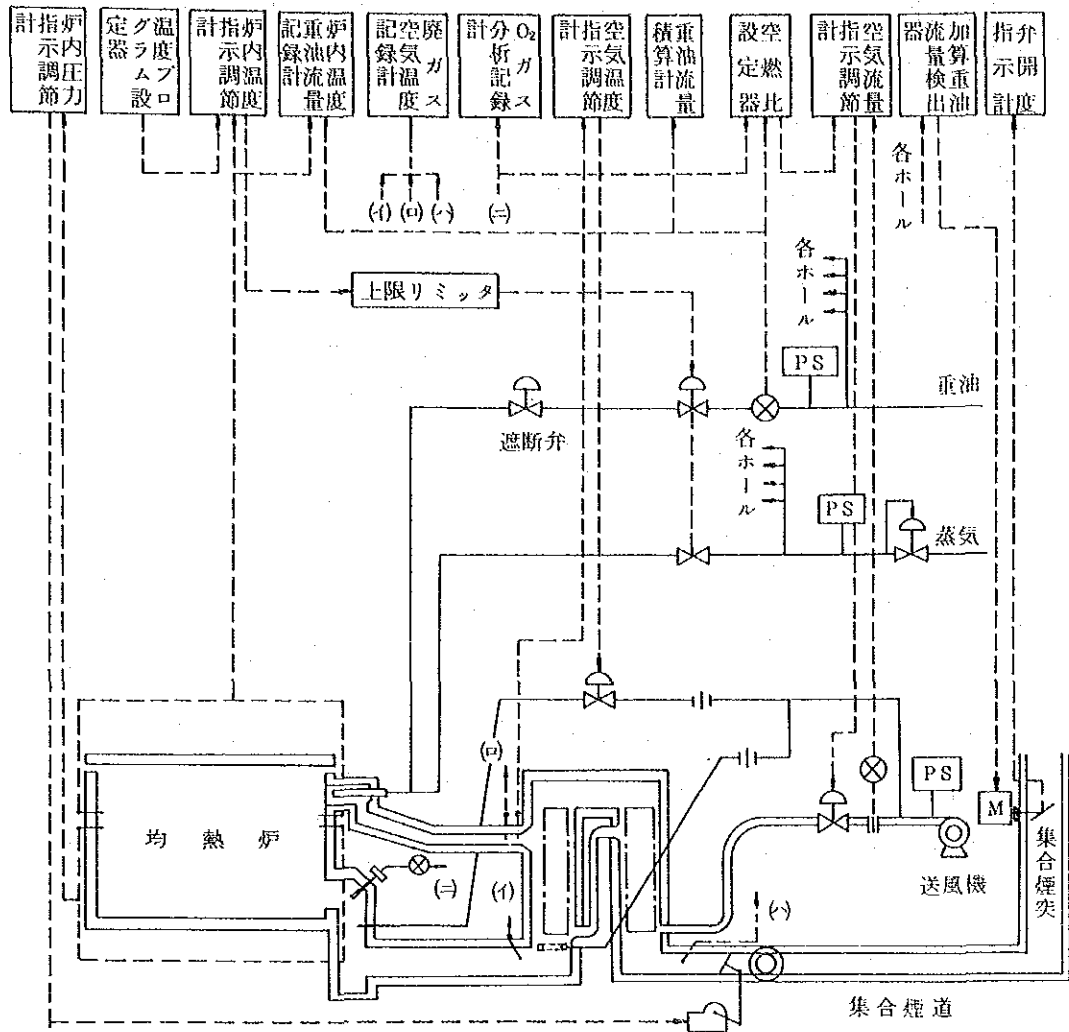 炉内圧力
指示調節
計
温度プロ
グラム設
定器
炉内温度
指示調節
計
炉内温度
重油流量
記録計
廃ガス
空気温度
記録計
O₂ガス
分析記録
計
空気温度
指示調節
計
重油流量
積算計
空燃比
設定器
空気流量
指示調節
計
加算重油
流量検出
器
弁開度
指示計
(イ)
(ロ)
(ハ)
(ニ)
各ホール
各ホール
上限リミッタ
PS
重油
遮断弁
各ホール
PS
蒸気
(ロ)
PS
M
均熱炉
(ニ)
(イ)
(ハ)
送風機
集合煙突
集合煙道